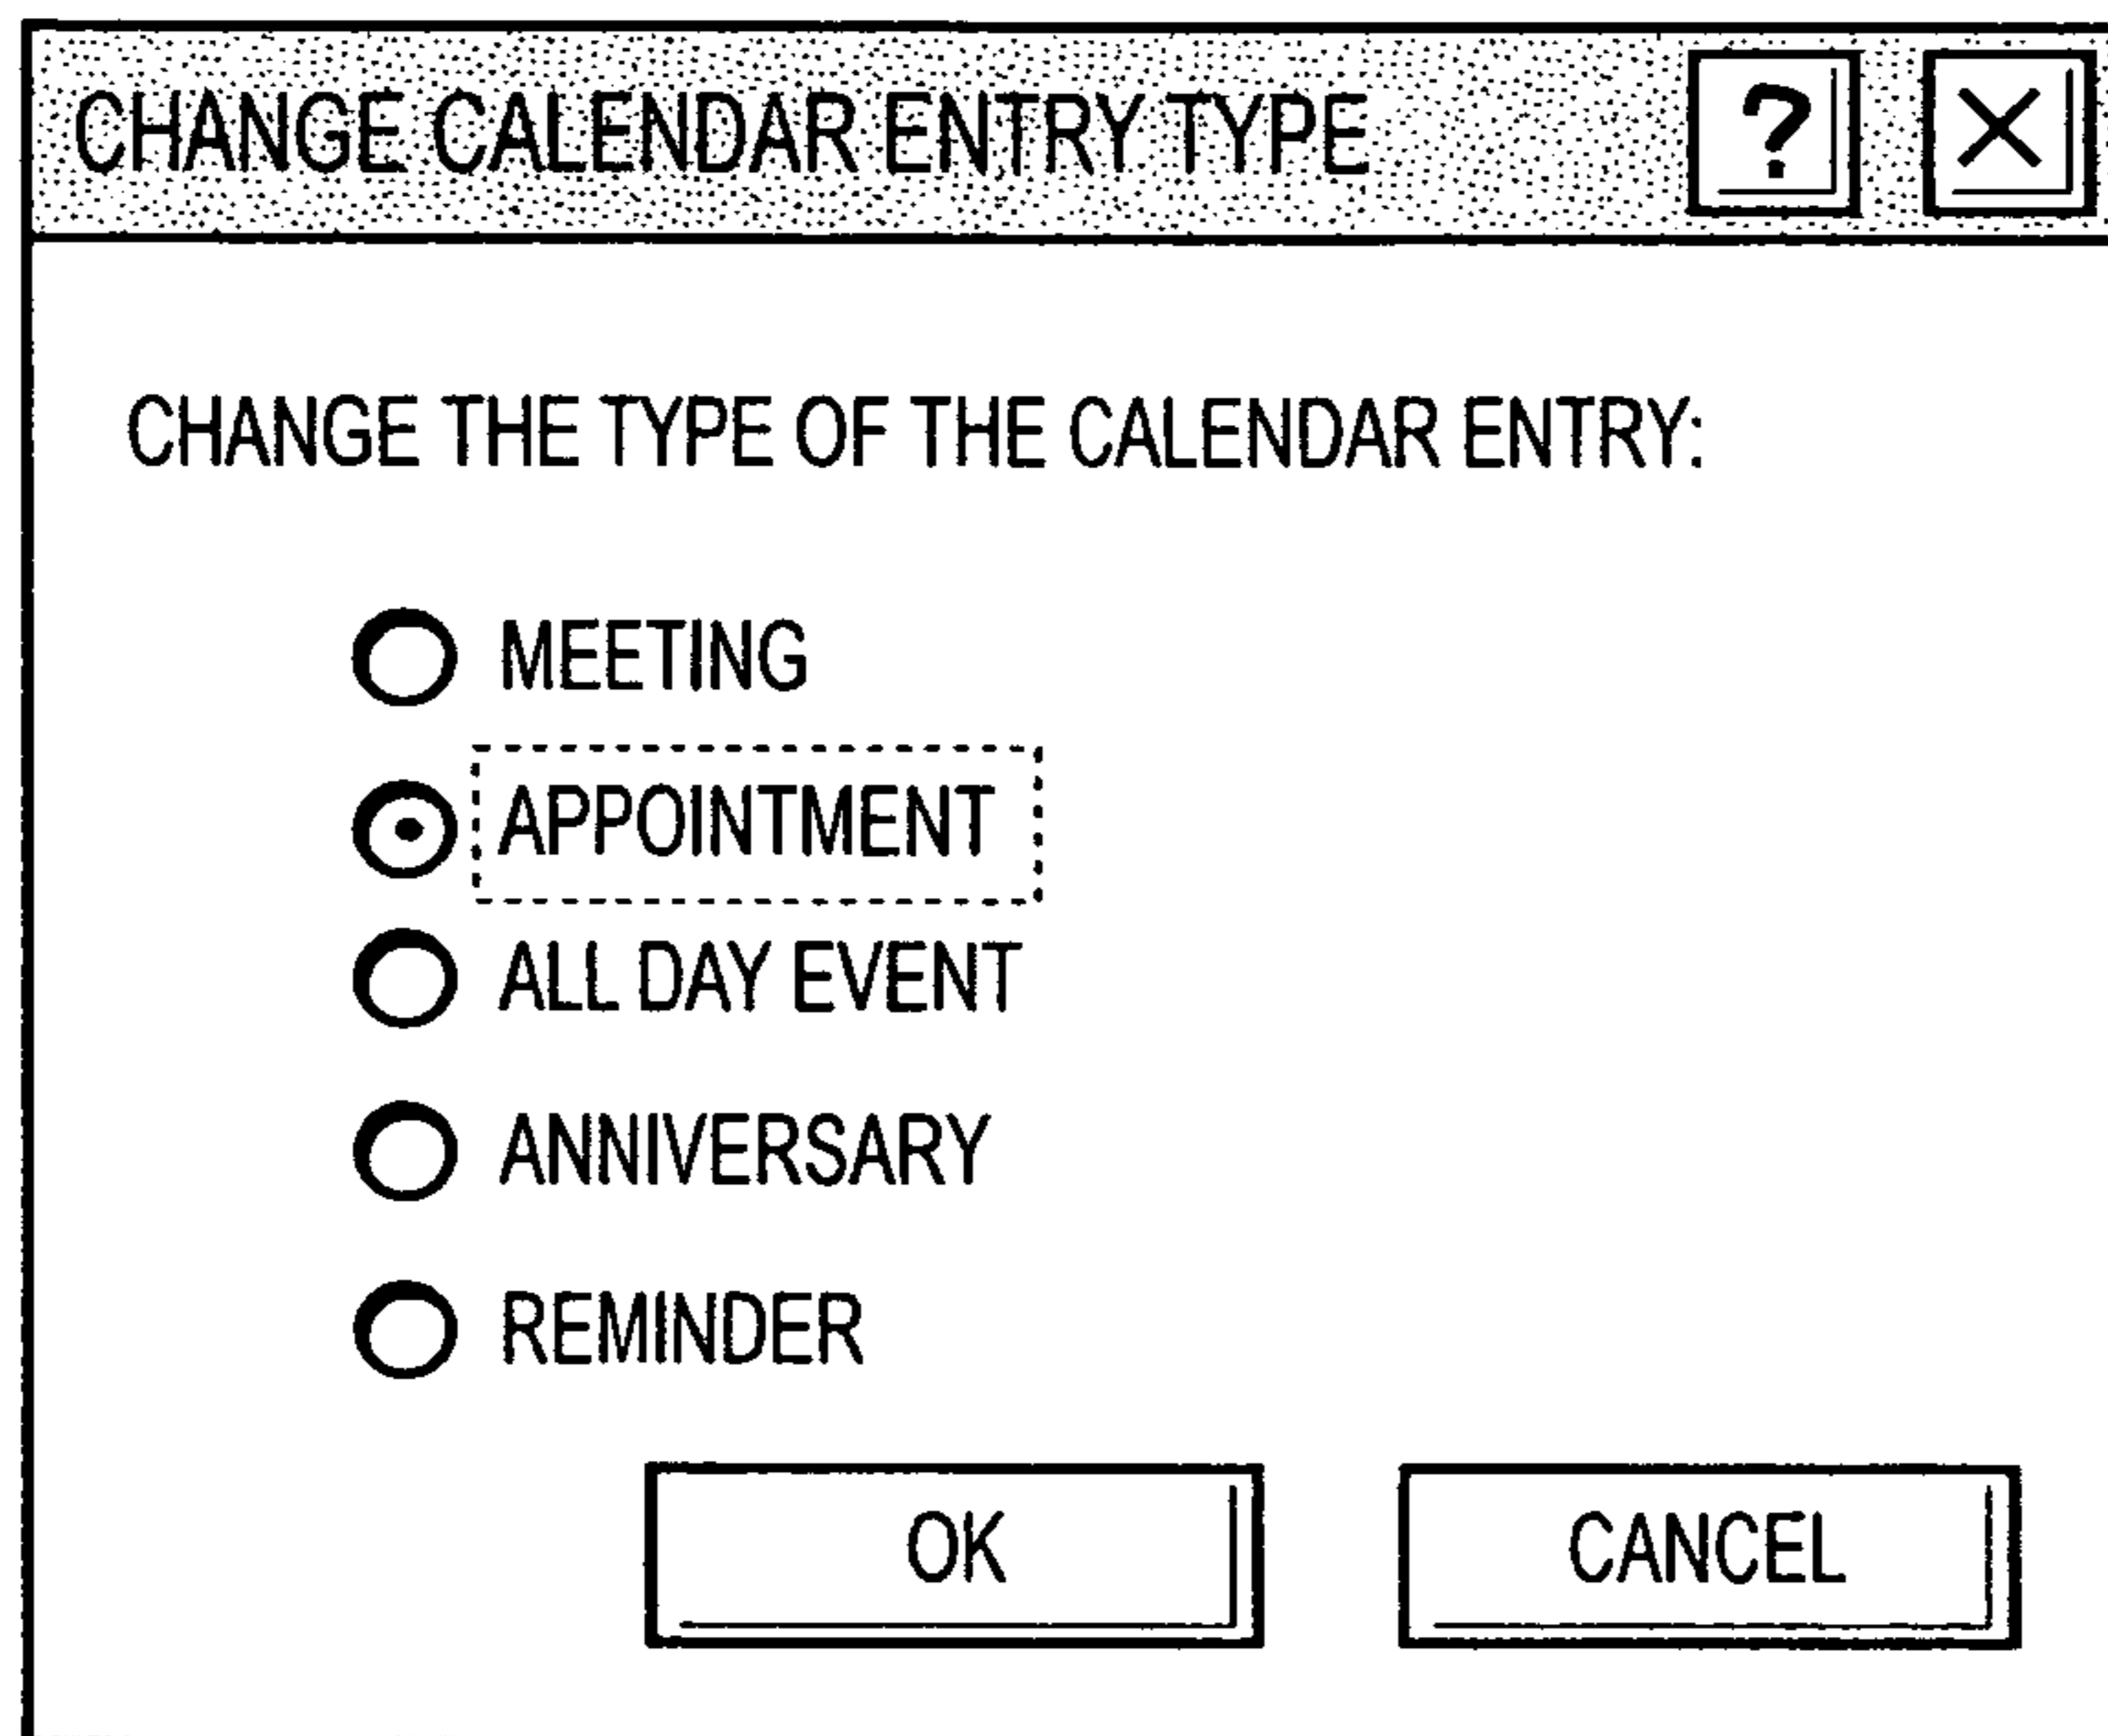 CHANGE CALENDAR ENTRY TYPE ? X
CHANGE THE TYPE OF THE CALENDAR ENTRY:
MEETING
APPOINTMENT
ALL DAY EVENT
ANNIVERSARY
REMINDER
OK CANCEL